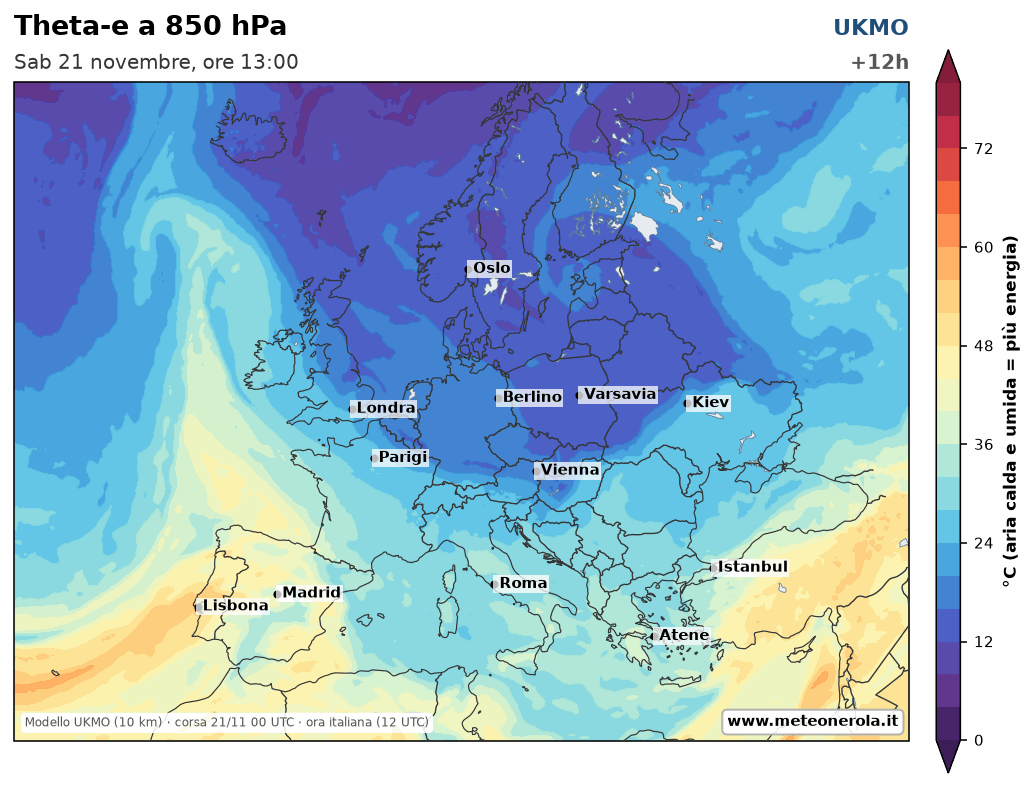 Theta-e a 850 hPa
UKMO
Sab 21 novembre, ore 13:00
+12h
72
60
48
36
24
12
0
°C (aria calda e umida = più energia)
Oslo
Berlino
Varsavia
Kiev
Londra
Parigi
Vienna
Istanbul
Roma
Madrid
Lisbona
Atene
Modello UKMO (10 km) · corsa 21/11 00 UTC · ora italiana (12 UTC)
www.meteonerola.it